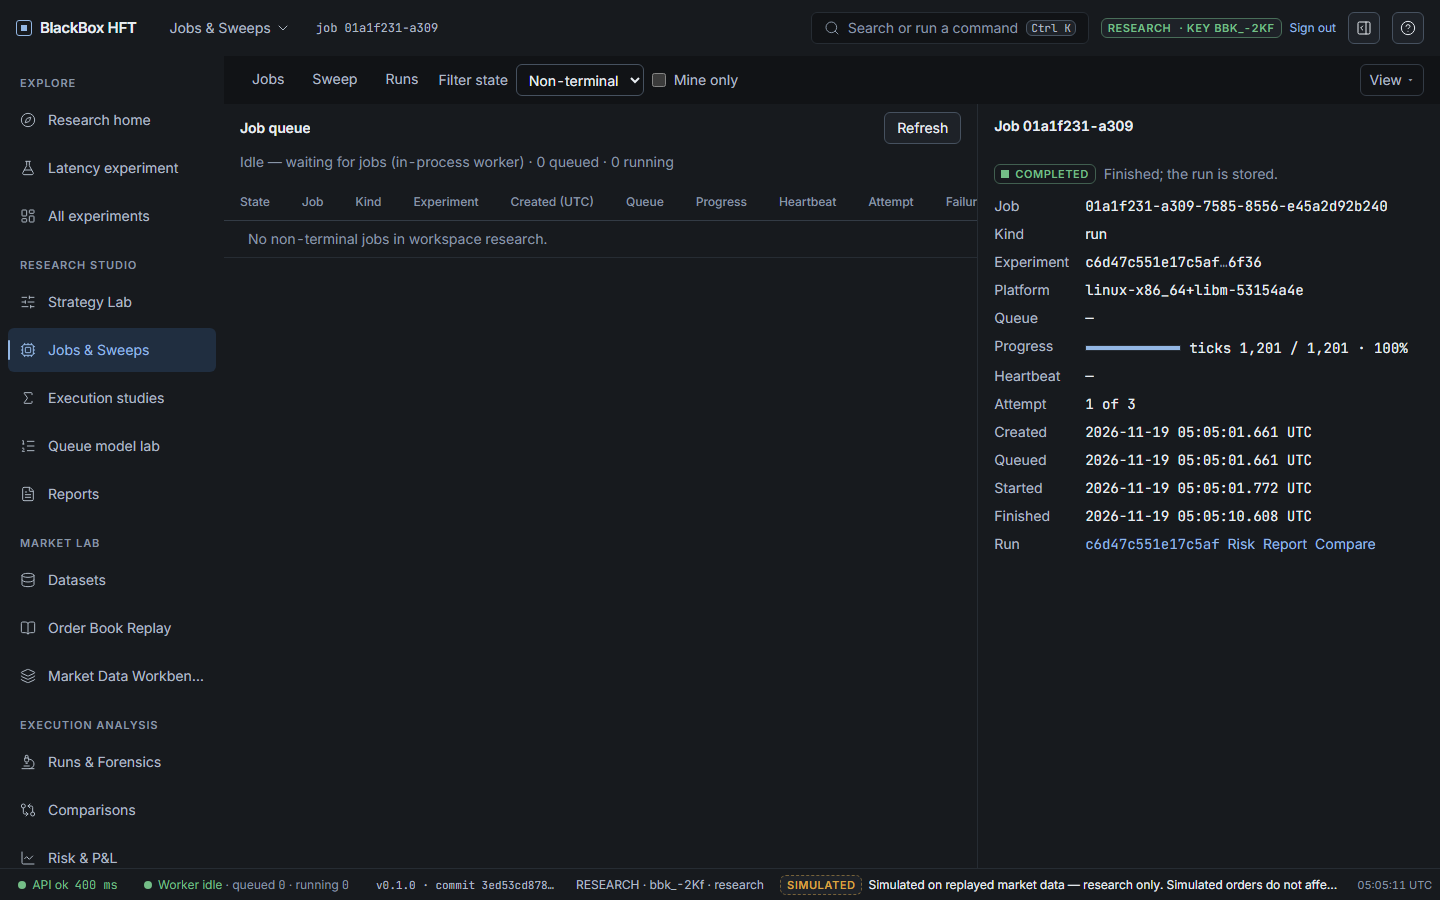 BlackBox HFT
Jobs & Sweeps
job 01a1f231-a309
Search or run a command Ctrl K
RESEARCH · KEY BBK_-2KF
Sign out
EXPLORE
Research home
Latency experiment
All experiments
RESEARCH STUDIO
Strategy Lab
Jobs & Sweeps
Execution studies
Queue model lab
Reports
MARKET LAB
Datasets
Order Book Replay
Market Data Workben...
EXECUTION ANALYSIS
Runs & Forensics
Comparisons
Risk & P&L
Jobs Sweep Runs Filter state Non-terminal Mine only View
Job queue
Refresh
Idle — waiting for jobs (in-process worker) · 0 queued · 0 running
State Job Kind Experiment Created (UTC) Queue Progress Heartbeat Attempt Failur
No non-terminal jobs in workspace research.
Job 01a1f231-a309
COMPLETED Finished; the run is stored.
Job 01a1f231-a309-7585-8556-e45a2d92b240
Kind run
Experiment c6d47c551e17c5af…6f36
Platform linux-x86_64+libm-53154a4e
Queue —
Progress ticks 1,201 / 1,201 · 100%
Heartbeat —
Attempt 1 of 3
Created 2026-11-19 05:05:01.661 UTC
Queued 2026-11-19 05:05:01.661 UTC
Started 2026-11-19 05:05:01.772 UTC
Finished 2026-11-19 05:05:10.608 UTC
Run c6d47c551e17c5af Risk Report Compare
API ok 400 ms
Worker idle · queued 0 · running 0
v0.1.0 · commit 3ed53cd878…
RESEARCH · bbk_-2Kf · research
SIMULATED Simulated on replayed market data — research only. Simulated orders do not affe...
05:05:11 UTC